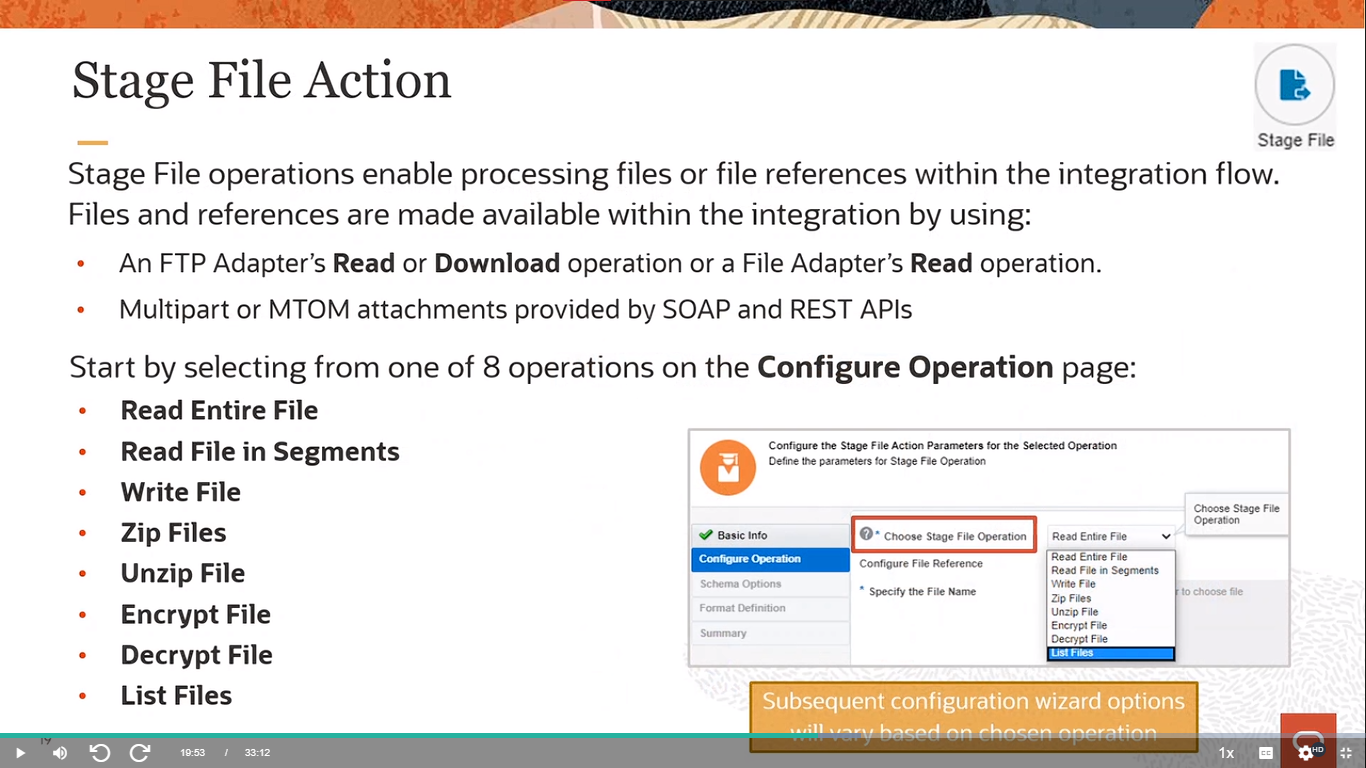 Stage File Action
Stage File
Stage File operations enable processing files or file references within the integration flow.
Files and references are made available within the integration by using:
• An FTP Adapter’s Read or Download operation or a File Adapter’s Read operation.
• Multipart or MTOM attachments provided by SOAP and REST APIs
Start by selecting from one of 8 operations on the Configure Operation page:
• Read Entire File
• Read File in Segments
• Write File
• Zip Files
• Unzip File
• Encrypt File
• Decrypt File
• List Files
Configure the Stage File Action Parameters for the Selected Operation
Define the parameters for Stage File Operation
Basic Info
Configure Operation
Schema Options
Format Definition
Summary
? * Choose Stage File Operation
Configure File Reference
* Specify the File Name
Read Entire File
Read Entire File
Read File in Segments
Write File
Zip Files
Unzip File
Encrypt File
Decrypt File
List Files
Choose Stage File
Operation
to choose file
Subsequent configuration wizard options
will vary based on chosen operation
19
19:53 / 33:12
1x
CC
HD